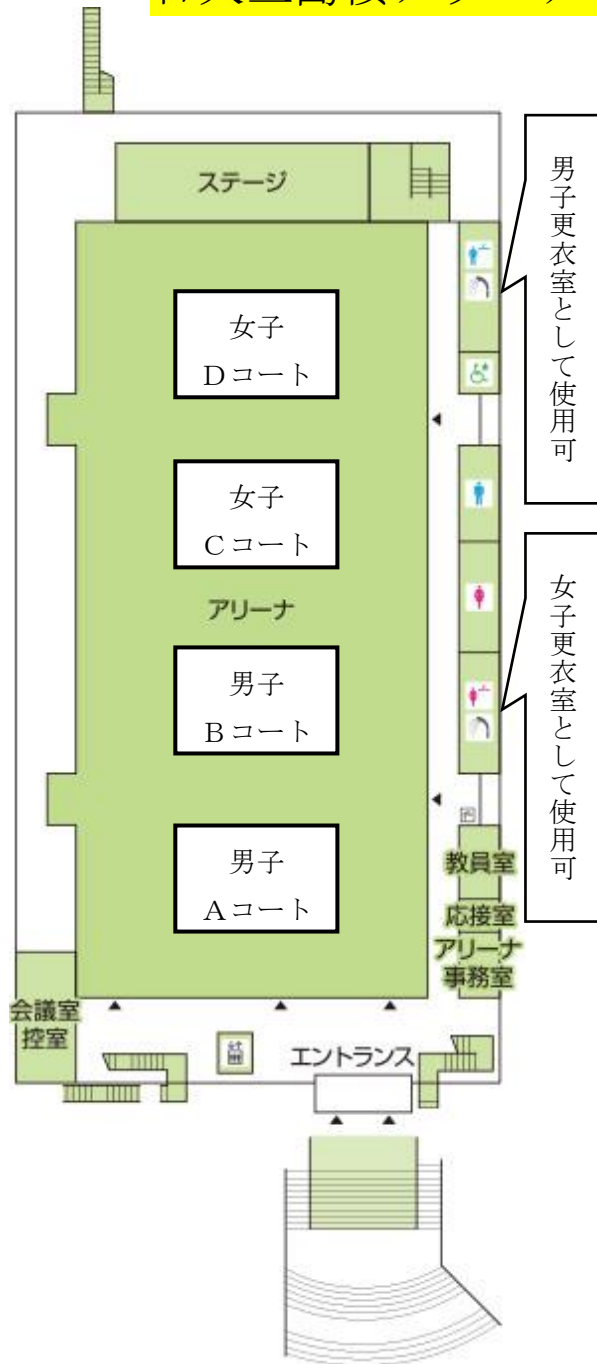 ステージ
女子
Dコート
女子
Cコート
アリーナ
男子
Bコート
男子
Aコート
男子更衣室として使用可
女子更衣室として使用可
教員室
応接室
アリーナ
事務室
会議室
控室
エントランス